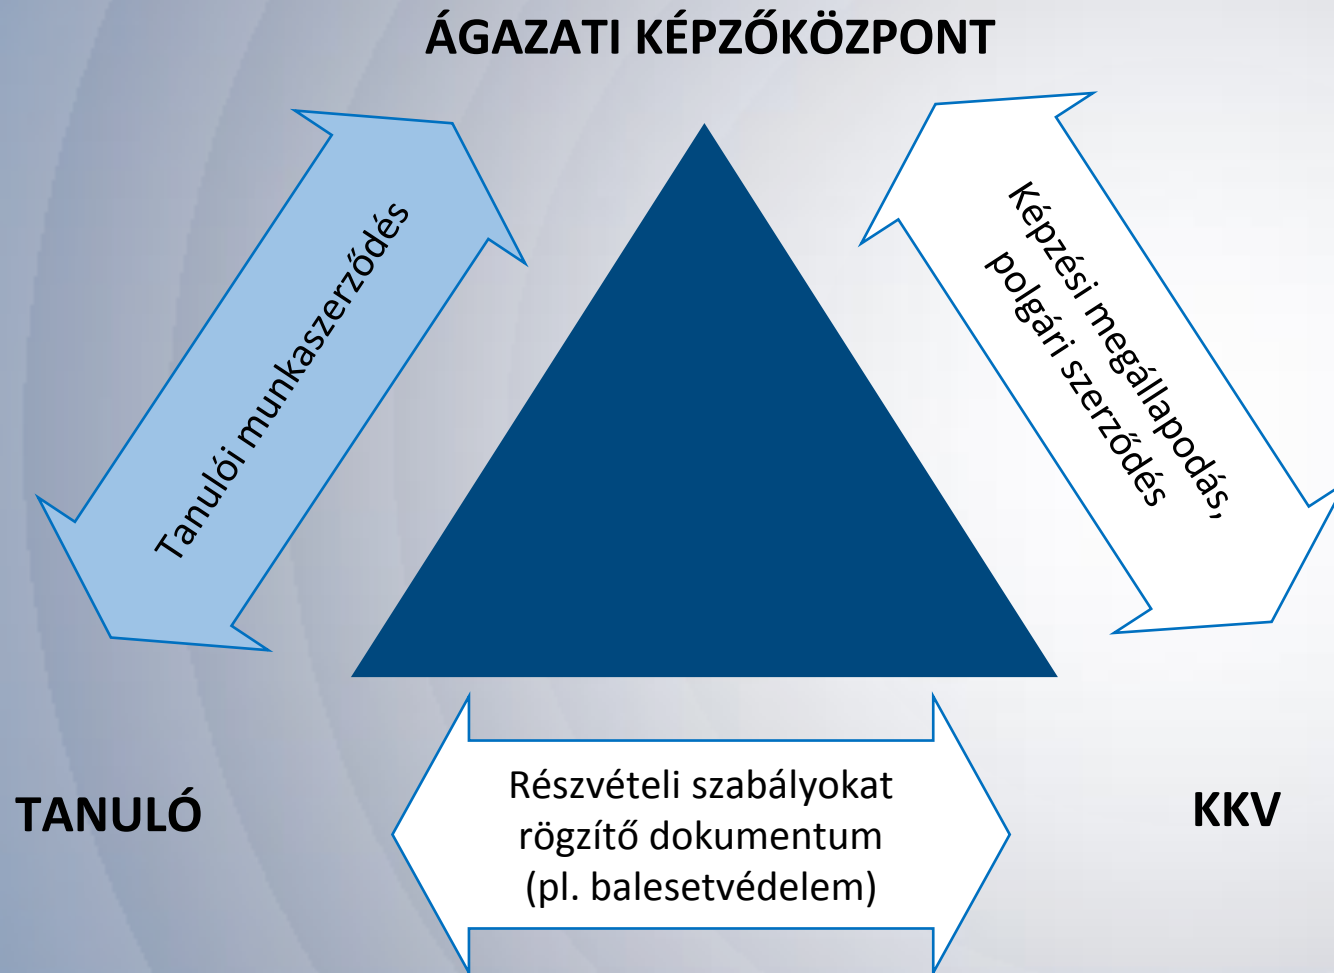 ÁGAZATI KÉPZŐKÖZPONT
Tanulói munkaszerződés
Képzési megállapodás,
polgári szerződés
TANULÓ
Részvételi szabályokat
rögzítő dokumentum
(pl. balesetvédelem)
KKV